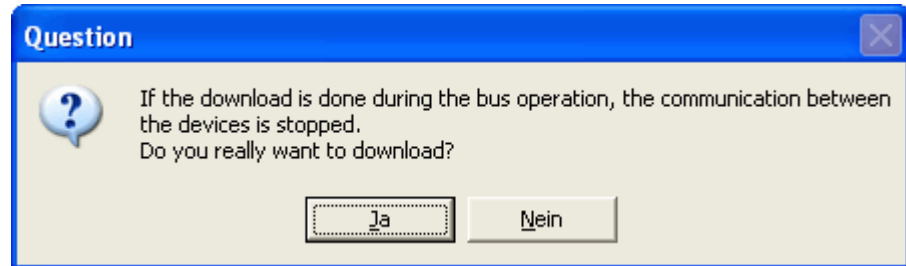 Question
If the download is done during the bus operation, the communication between
the devices is stopped.
Do you really want to download?
Ja
Nein